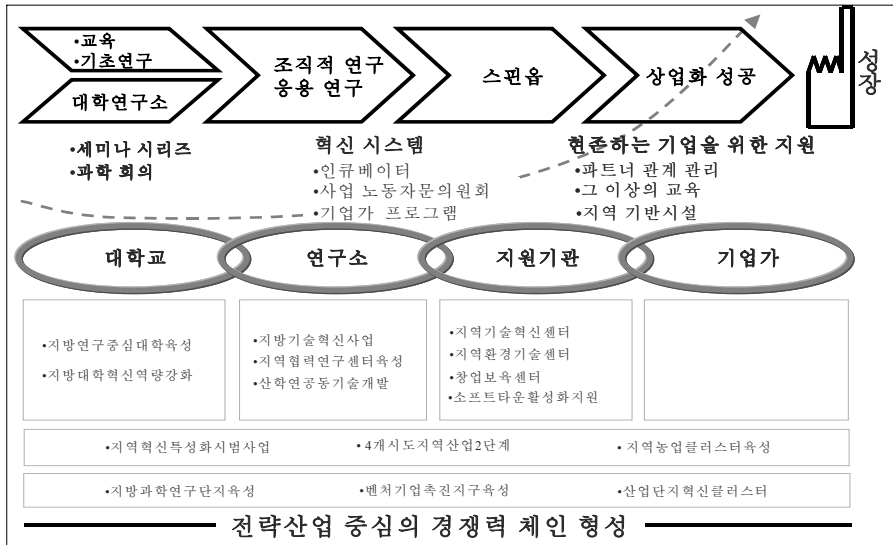 •교육
•기초연구
대학연구소
조직적 연구
응용 연구
스핀옵
상업화 성공
성장
•세미나 시리즈
•과학 회의
혁신 시스템
•인큐베이터
•사업 노동자문의원회
•기업가 프로그램
현존하는 기업을 위한 지원
•파트너 관계 관리
•그 이상의 교육
•지역 기반시설
대학교
연구소
지원기관
기업가
•지방연구중심대학육성
•지방대학혁신역량강화
•지방기술혁신사업
•지역협력연구센터육성
•산학연공동기술개발
•지역기술혁신센터
•지역환경기술센터
•창업보육센터
•소프트타운활성화지원
•지역혁신특성화시범사업
•4개시도지역산업2단계
•지역농업클러스터육성
•지방과학연구단지육성
•벤처기업촉진지구육성
•산업단지혁신클러스터
전략산업 중심의 경쟁력 체인 형성